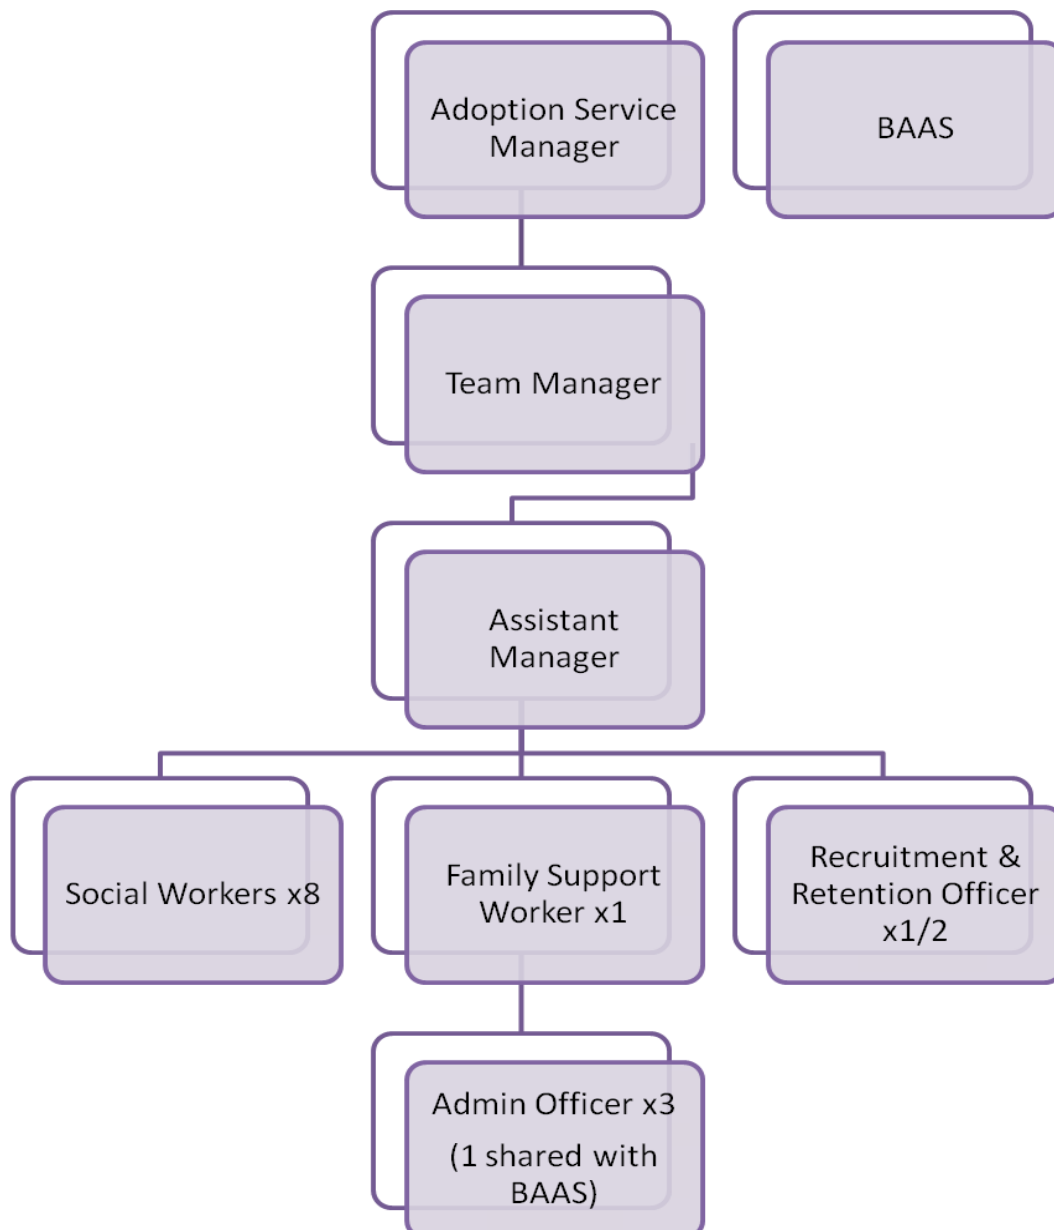 Adoption Service
Manager
BAAS
Team Manager
Assistant
Manager
Social Workers x8
Family Support
Worker x1
Recruitment &
Retention Officer
x1/2
Admin Officer x3
(1 shared with
BAAS)